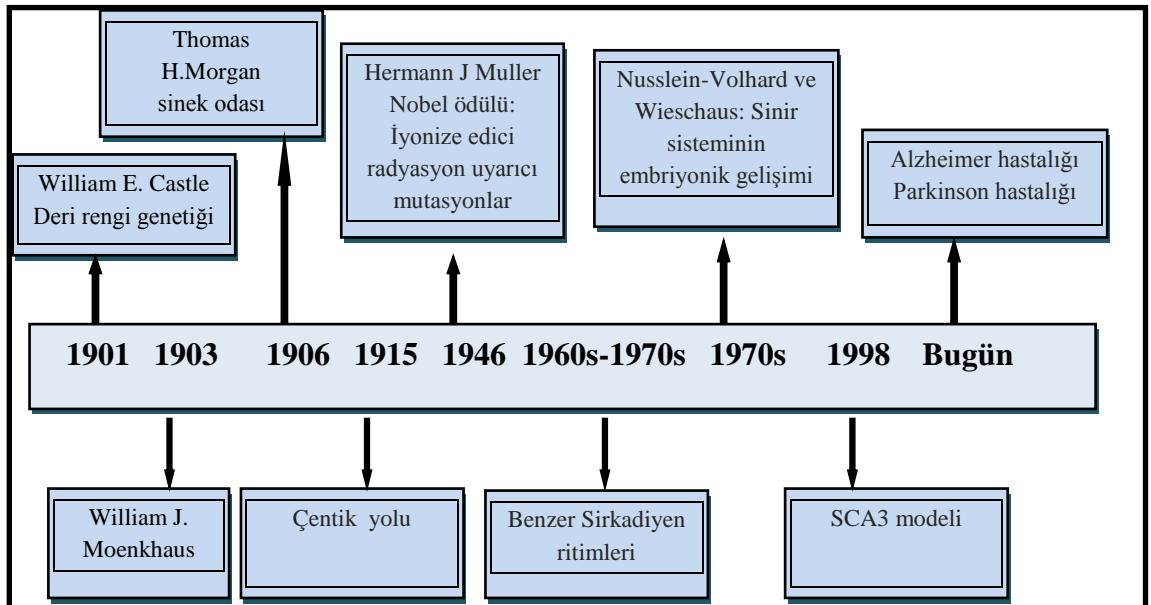 Thomas
H.Morgan
sinek odası
Hermann J Muller
Nobel ödülü:
İyonize edici
radyasyon uyarıcı
mutasyonlar
Nusslein-Volhard ve
Wieschaus: Sinir
sisteminin
embriyonik gelişimi
Alzheimer hastalığı
Parkinson hastalığı
William E. Castle
Deri rengi genetiği
1901 1903 1906 1915 1946 1960s-1970s 1970s 1998 Bugün
William J.
Moenkhaus
Çentik yolu
Benzer Sirkadiyen
ritimleri
SCA3 modeli